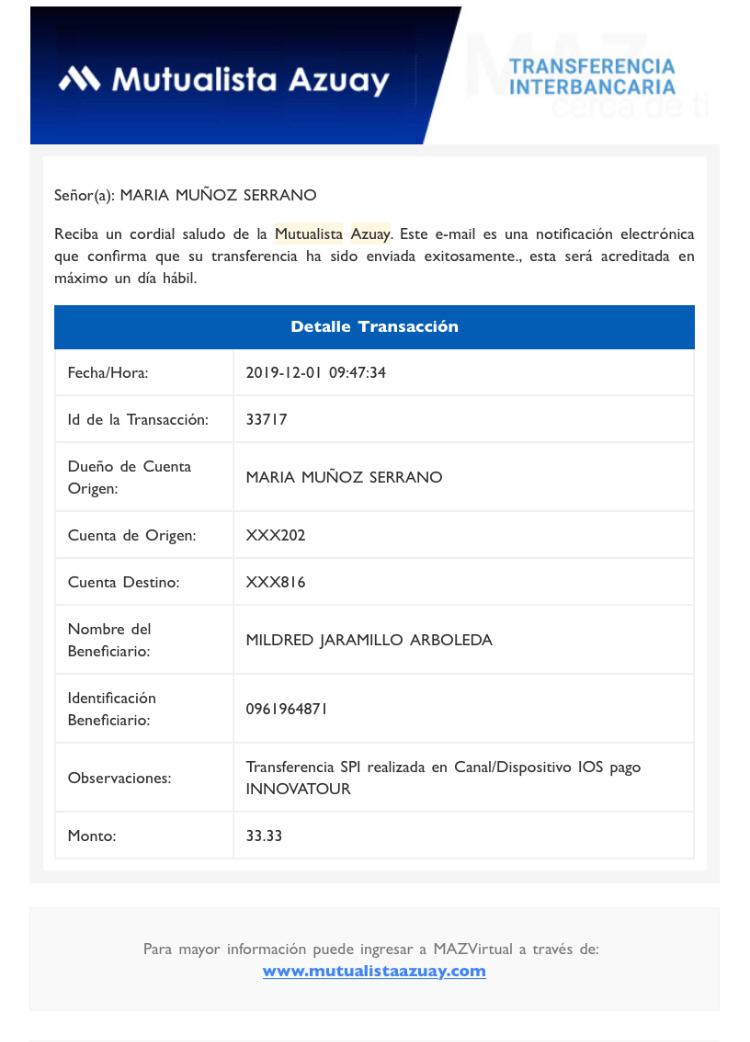 Mutualista Azuay
MAZ
TRANSFERENCIA
INTERBANCARIA
cerca de ti
Señor(a): MARIA MUÑOZ SERRANO
Reciba un cordial saludo de la Mutualista Azuay. Este e-mail es una notificación electrónica
que confirma que su transferencia ha sido enviada exitosamente., esta será acreditada en
máximo un día hábil.
Detalle Transacción
Fecha/Hora: 2019-12-01 09:47:34
Id de la Transacción: 33717
Dueño de Cuenta
Origen:
MARIA MUÑOZ SERRANO
Cuenta de Origen: XXX202
Cuenta Destino: XXX816
Nombre del
Beneficiario:
MILDRED JARAMILLO ARBOLEDA
Identificación
Beneficiario:
0961964871
Observaciones:
Transferencia SPI realizada en Canal/Dispositivo IOS pago
INNOVATOUR
Monto: 33.33
Para mayor información puede ingresar a MAZVirtual a través de:
www.mutualistaazuay.com